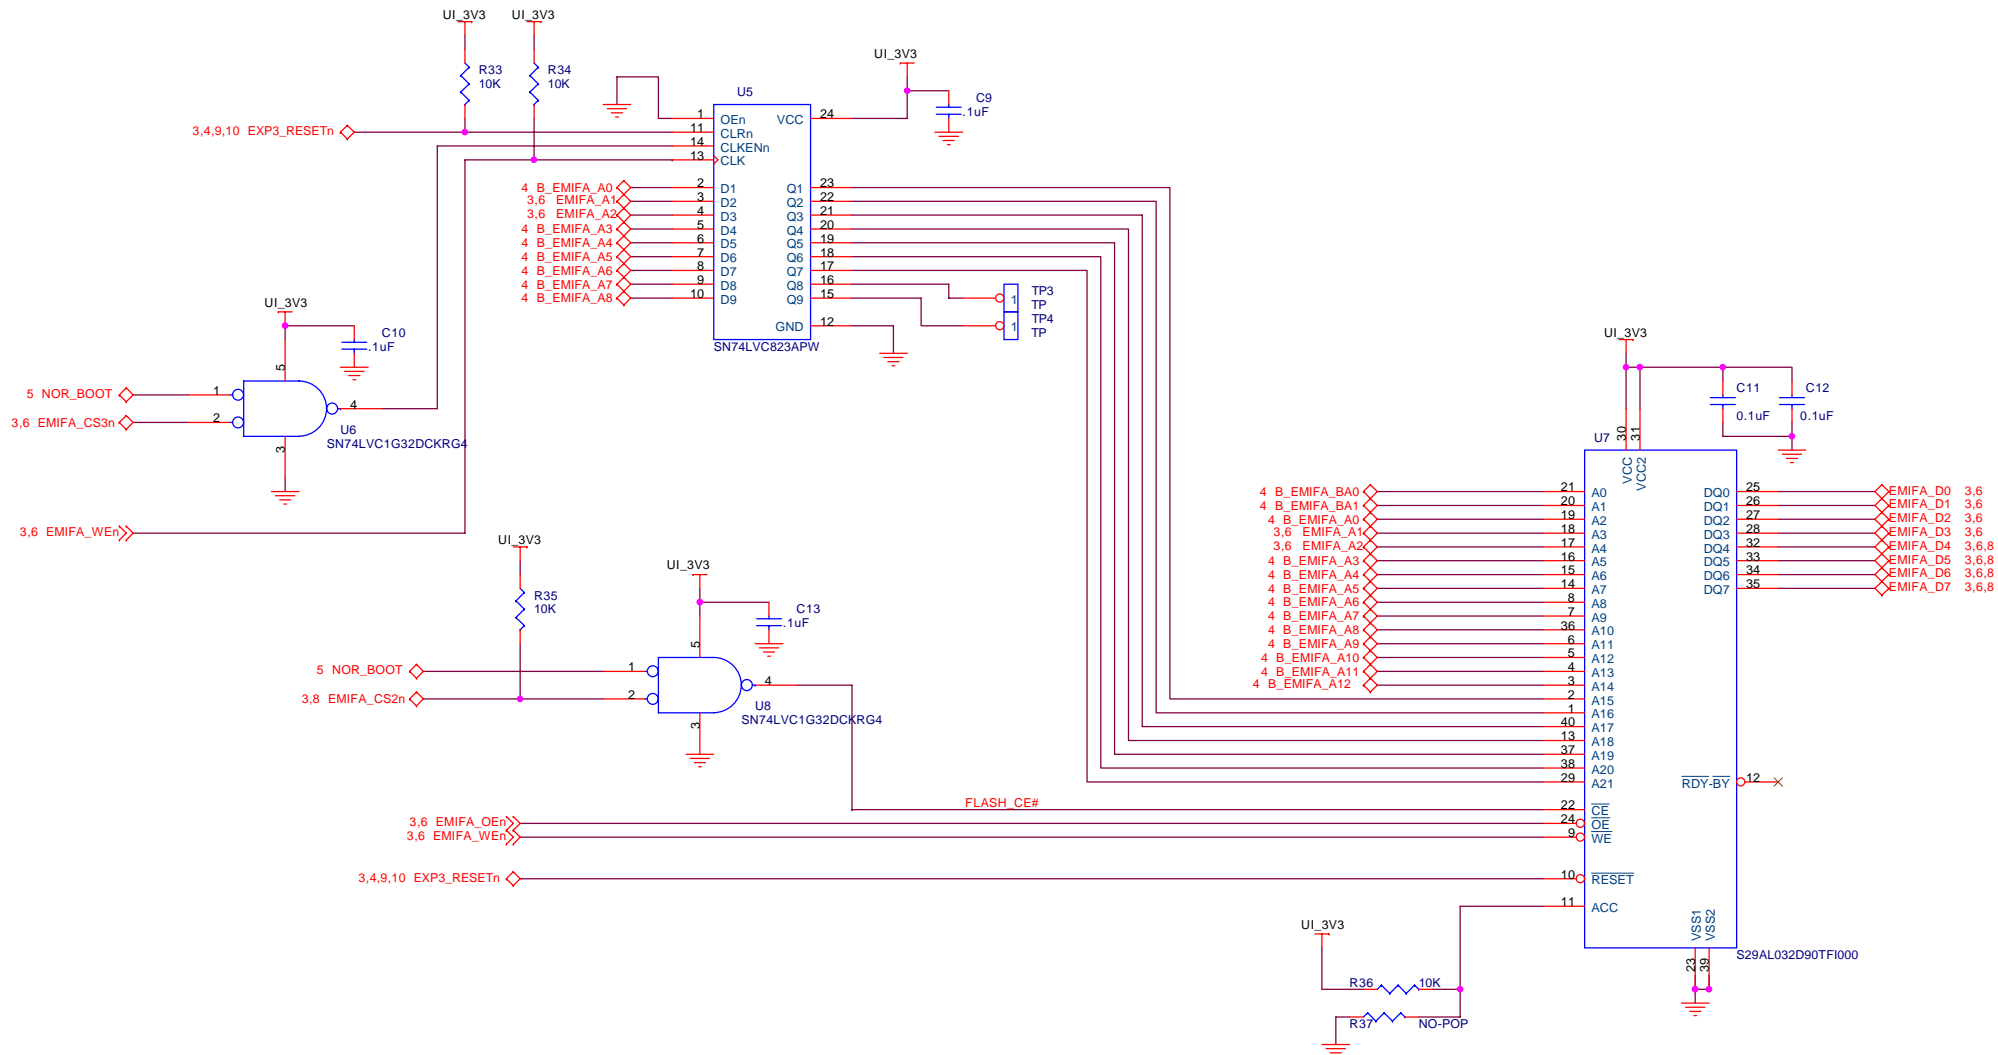 UI_3V3
UI_3V3
R33
10K
R34
10K
3,4,9,10 EXP3_RESETn
UI_3V3
C9
.1uF
U5
1 OEn
11 CLRn
14 CLKENn
13 CLK
VCC 24
4 B_EMIFA_A0 2 D1
3,6 EMIFA_A1 3 D2
3,6 EMIFA_A2 4 D3
4 B_EMIFA_A3 5 D4
4 B_EMIFA_A4 6 D5
4 B_EMIFA_A5 7 D6
4 B_EMIFA_A6 8 D7
4 B_EMIFA_A7 9 D8
4 B_EMIFA_A8 10 D9
Q1 23
Q2 22
Q3 21
Q4 20
Q5 19
Q6 18
Q7 17
Q8 16
Q9 15
GND 12
SN74LVC823APW
1 TP3
TP
1 TP4
TP
UI_3V3
C10
.1uF
5
5 NOR_BOOT 1
3,6 EMIFA_CS3n 2
4
3
U6
SN74LVC1G32DCKRG4
3,6 EMIFA_WEn
UI_3V3
R35
10K
UI_3V3
C13
.1uF
5
5 NOR_BOOT 1
3,8 EMIFA_CS2n 2
4
3
U8
SN74LVC1G32DCKRG4
FLASH_CE#
3,6 EMIFA_OEn
3,6 EMIFA_WEn
3,4,9,10 EXP3_RESETn
UI_3V3
C11
0.1uF
C12
0.1uF
U7
30 VCC
31 VCC2
4 B_EMIFA_BA0 21 A0
4 B_EMIFA_BA1 20 A1
4 B_EMIFA_A0 19 A2
3,6 EMIFA_A1 18 A3
3,6 EMIFA_A2 17 A4
4 B_EMIFA_A3 16 A5
4 B_EMIFA_A4 15 A6
4 B_EMIFA_A5 14 A7
4 B_EMIFA_A6 8 A8
4 B_EMIFA_A7 7 A9
4 B_EMIFA_A8 36 A10
4 B_EMIFA_A9 6 A11
4 B_EMIFA_A10 5 A12
4 B_EMIFA_A11 4 A13
4 B_EMIFA_A12 3 A14
2 A15
1 A16
40 A17
13 A18
37 A19
38 A20
29 A21
22 CE
24 OE
9 WE
10 RESET
11 ACC
DQ0 25 EMIFA_D0 3,6
DQ1 26 EMIFA_D1 3,6
DQ2 27 EMIFA_D2 3,6
DQ3 28 EMIFA_D3 3,6
DQ4 32 EMIFA_D4 3,6,8
DQ5 33 EMIFA_D5 3,6,8
DQ6 34 EMIFA_D6 3,6,8
DQ7 35 EMIFA_D7 3,6,8
RDY-BY 12
VSS1 23
VSS2 39
S29AL032D90TFI000
UI_3V3
R36 10K
R37 NO-POP